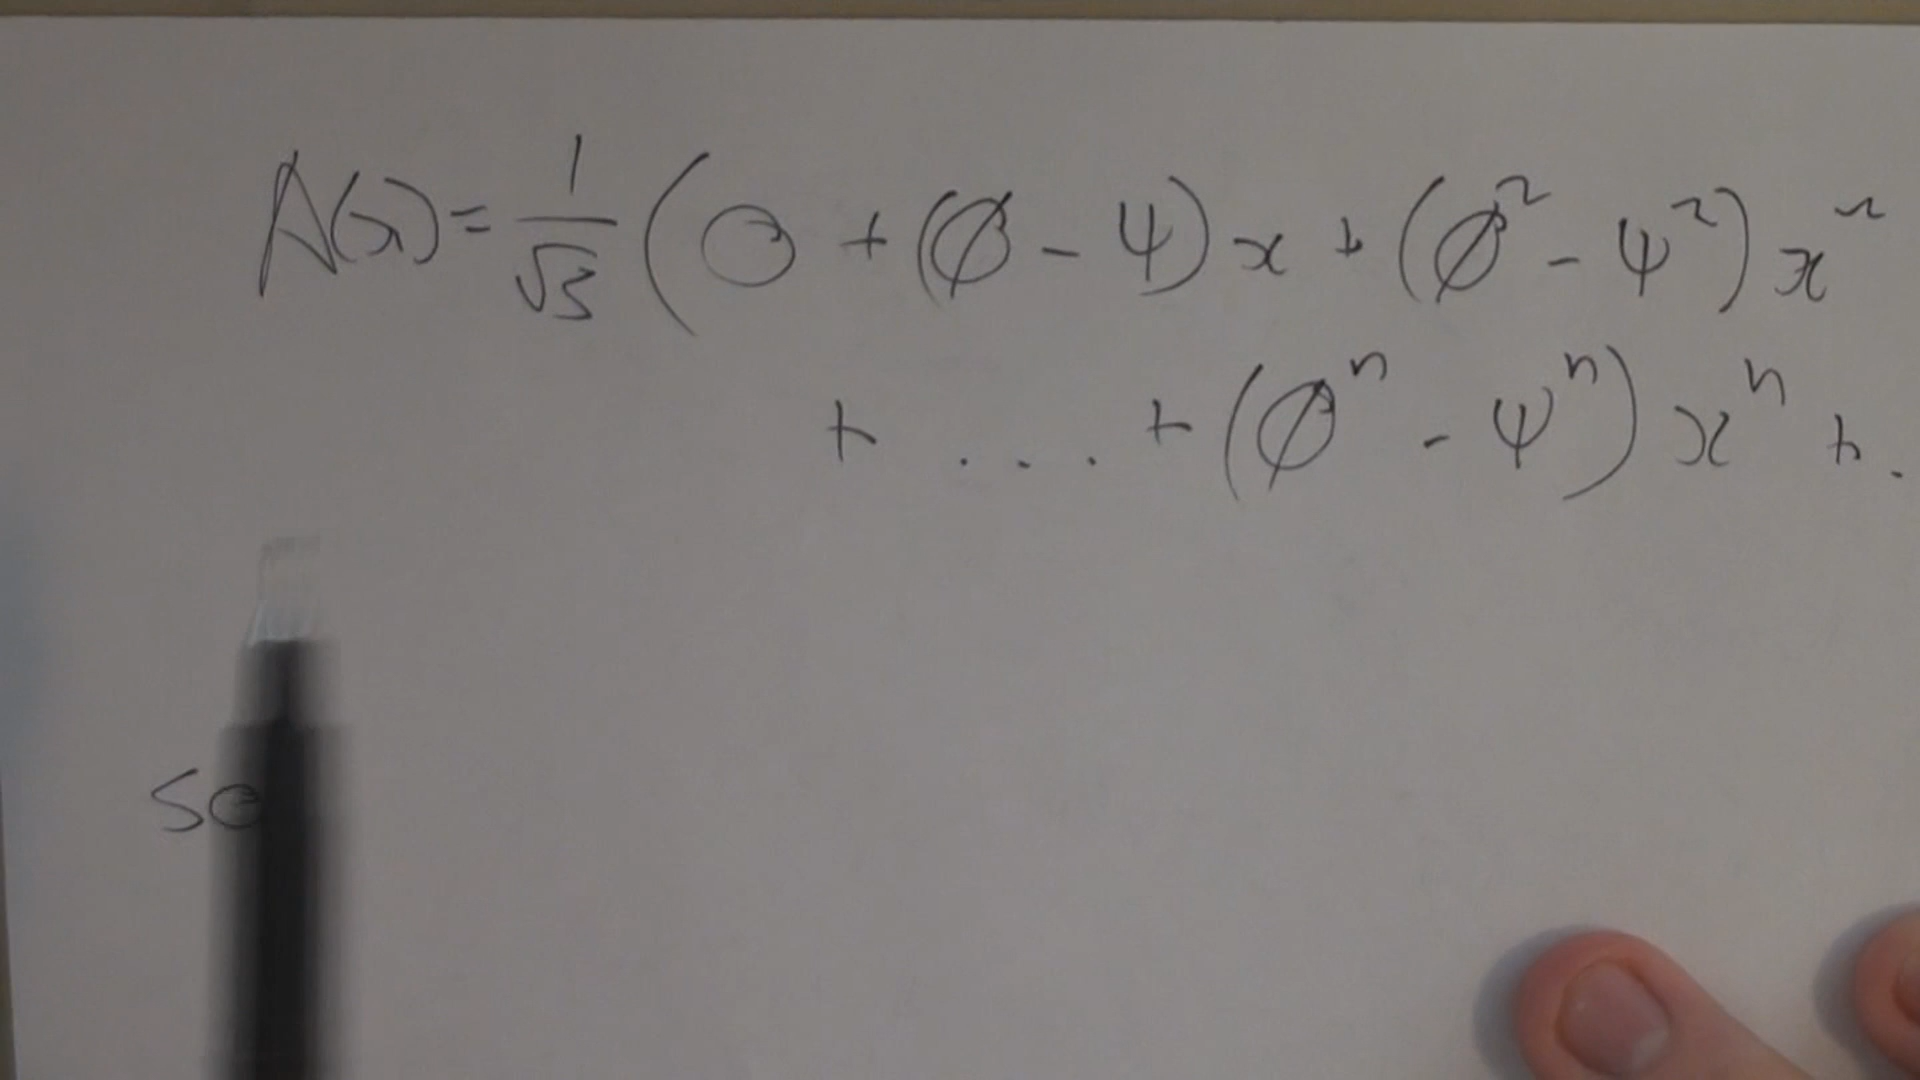 A(x) = 1/√5 (0 + (ϕ - ψ)x + (ϕ² - ψ²)x²
+ ... + (ϕⁿ - ψⁿ)xⁿ + .
so